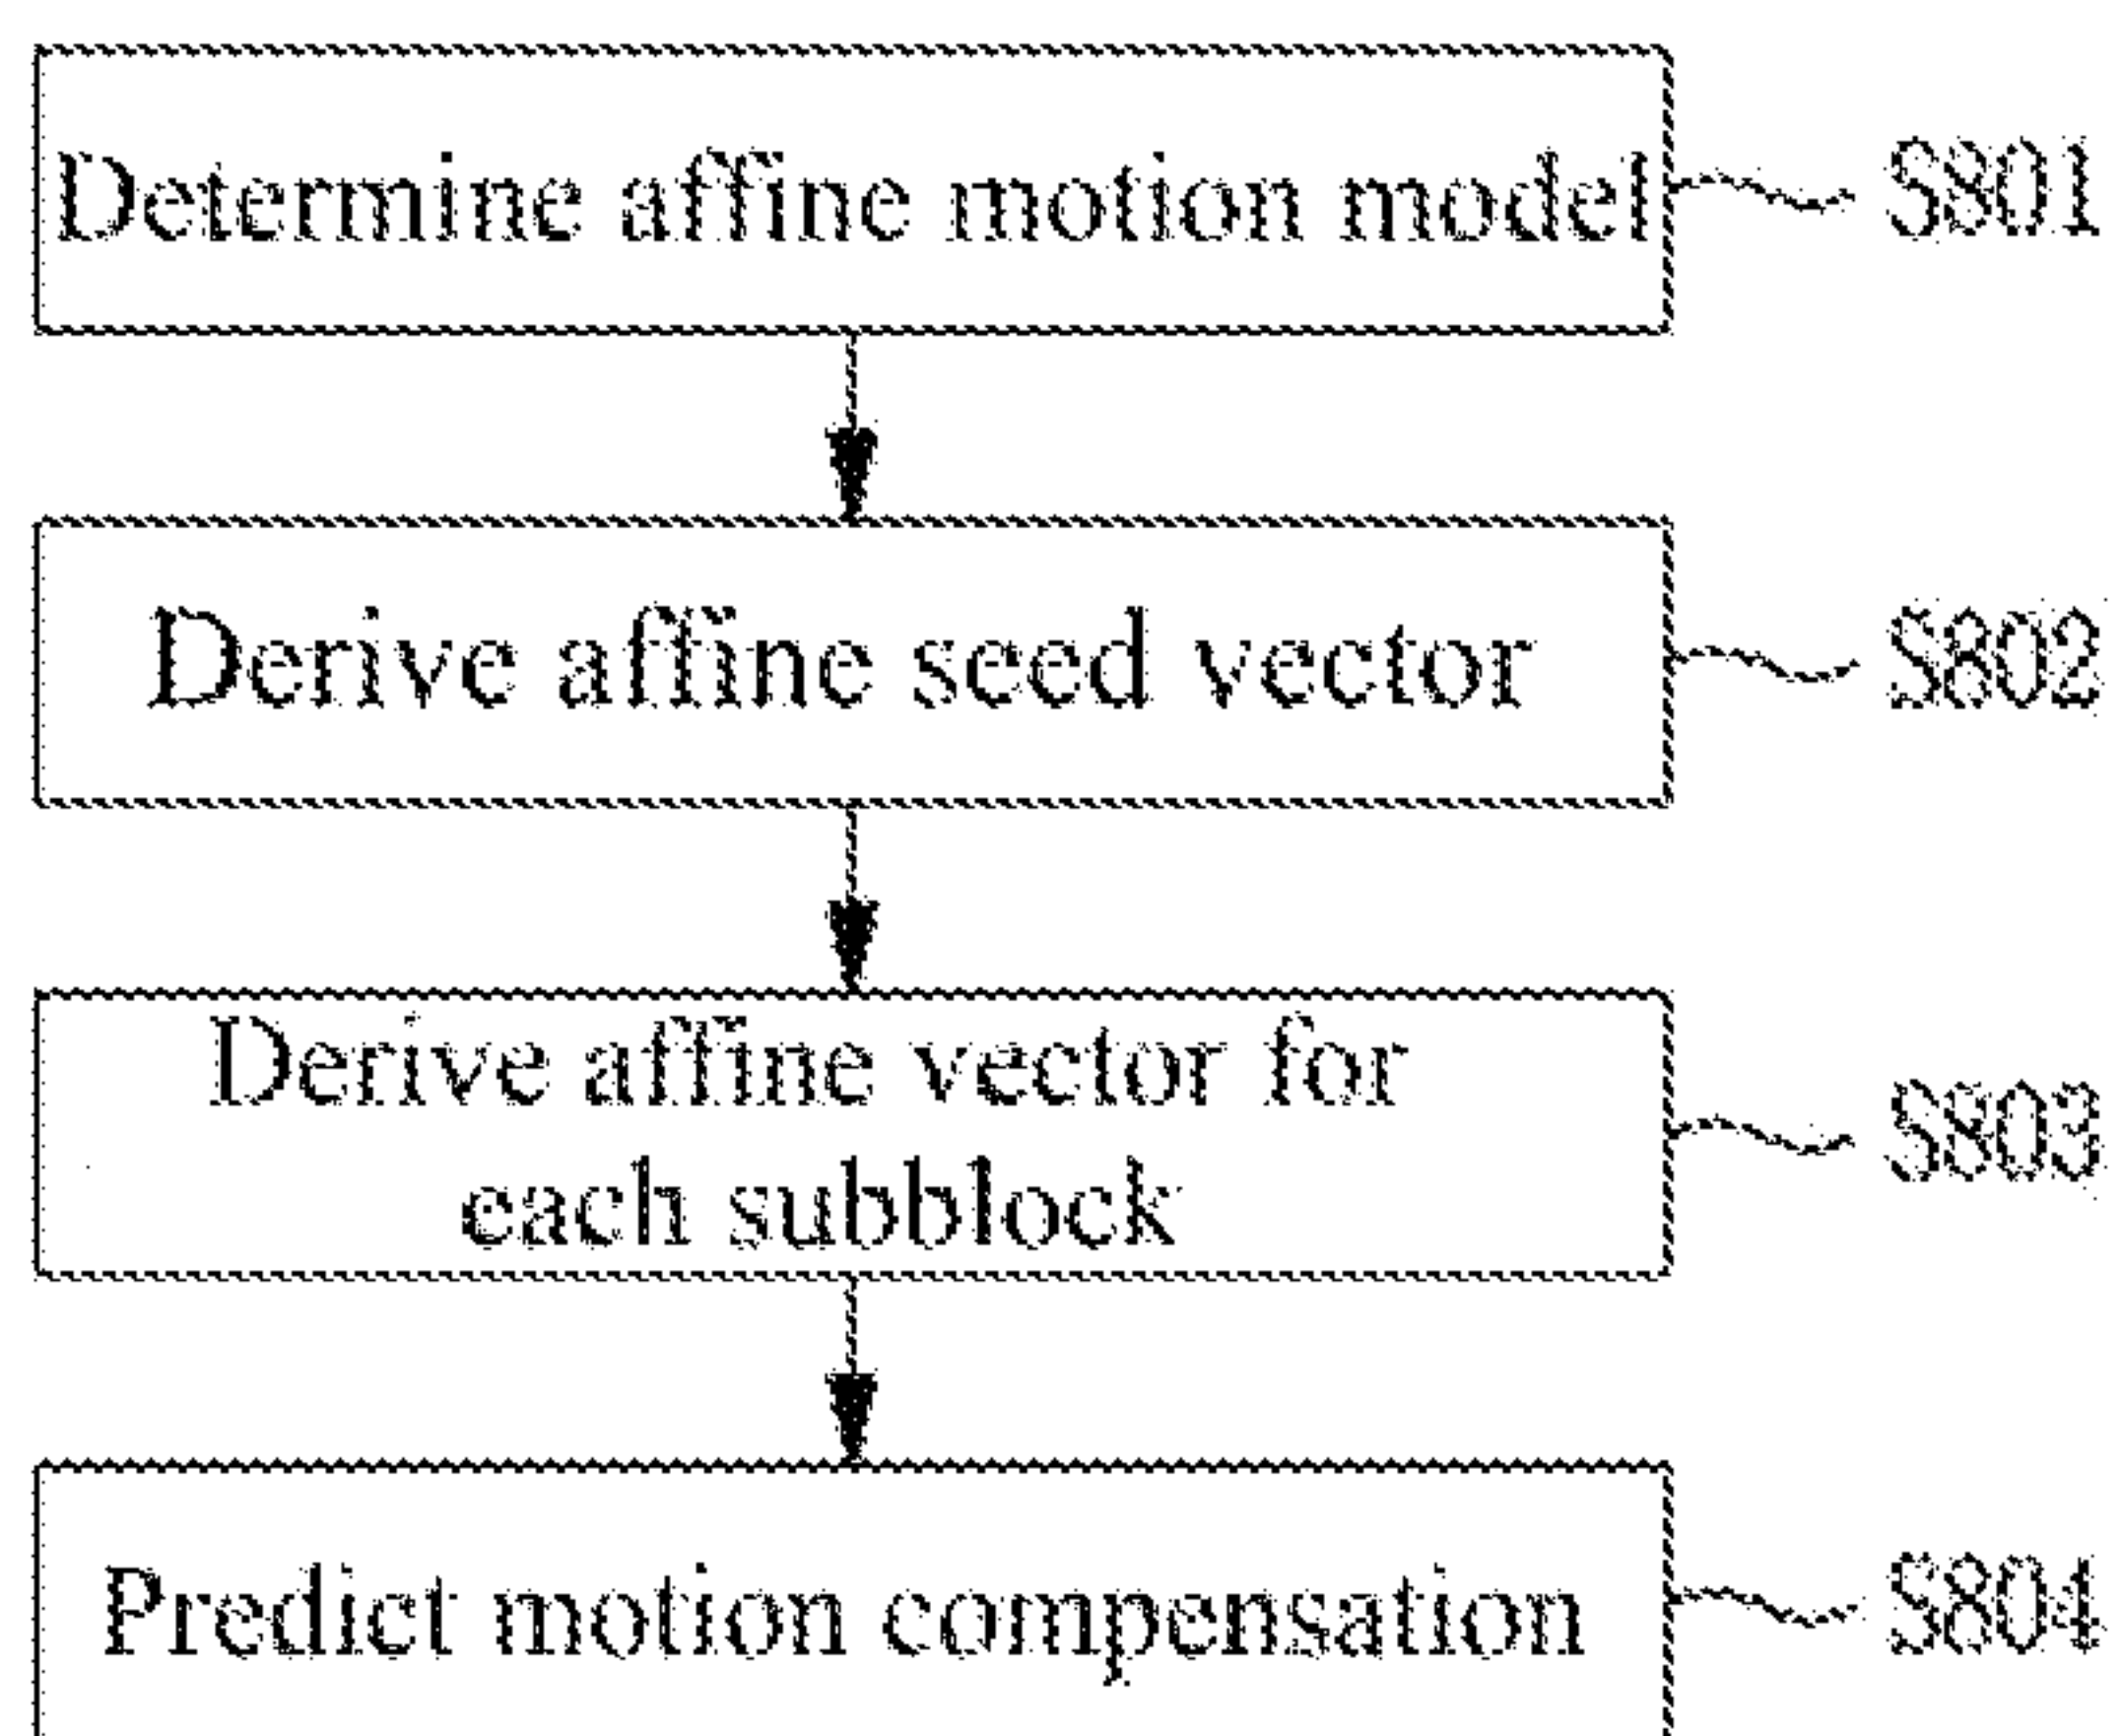 Determine affine motion model S801
Derive affine seed vector S802
Derive affine vector for
each subblock S803
Predict motion compensation S804